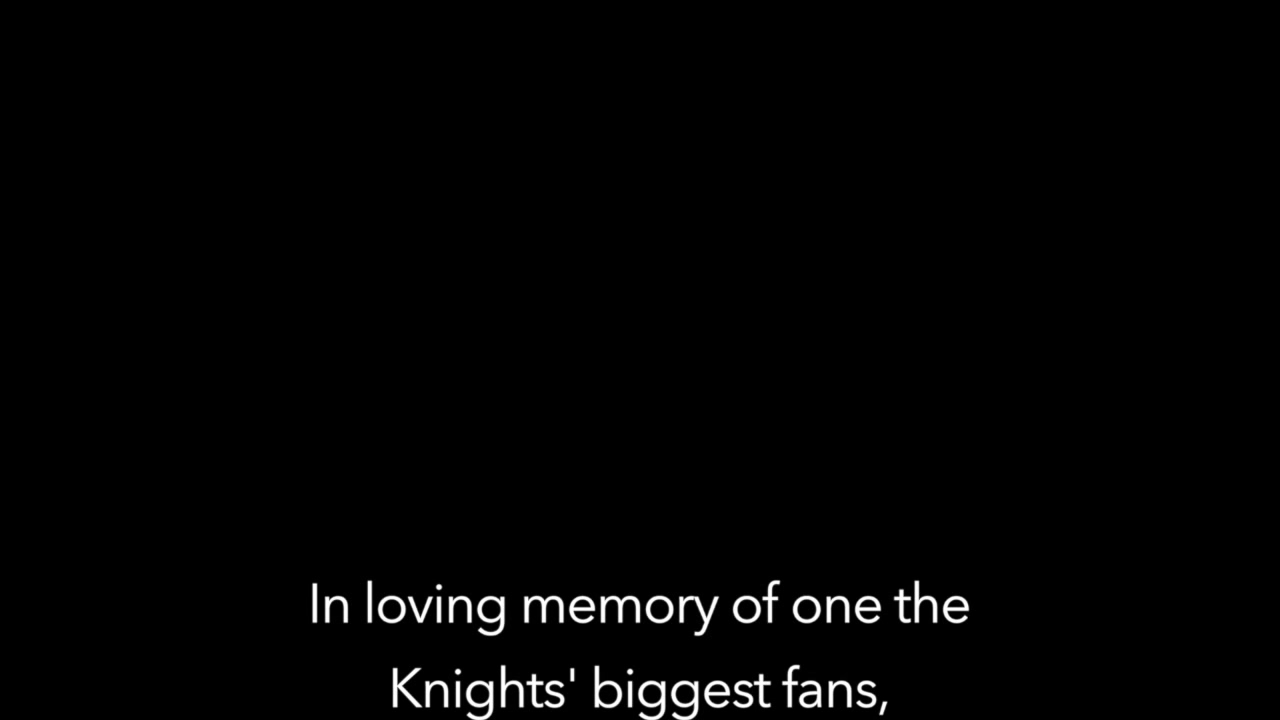 In loving memory of one the
Knights' biggest fans,